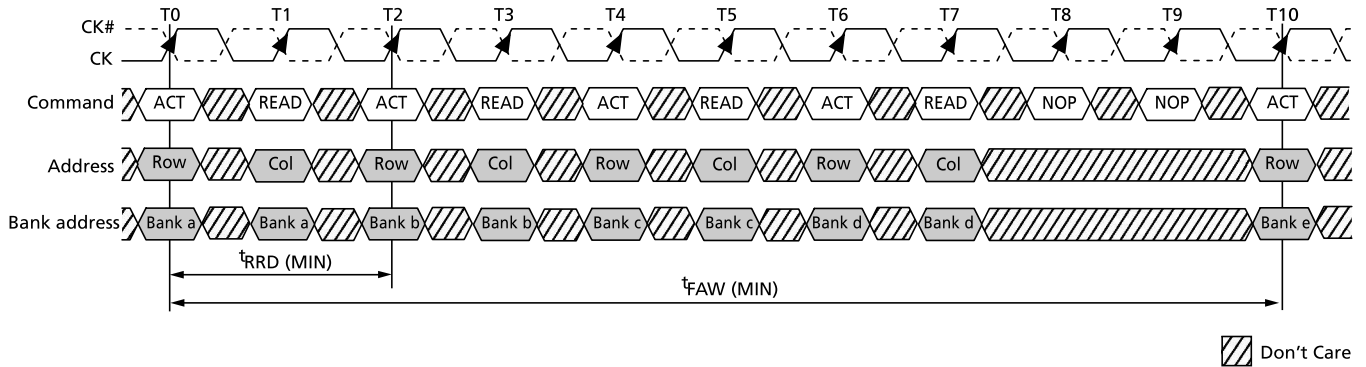 T0 T1 T2 T3 T4 T5 T6 T7 T8 T9 T10
CK#
CK
Command ACT READ ACT READ ACT READ ACT READ NOP NOP ACT
Address Row Col Row Col Row Col Row Col Row
Bank address Bank a Bank a Bank b Bank b Bank c Bank c Bank d Bank d Bank e
tRRD (MIN)
tFAW (MIN)
Don't Care